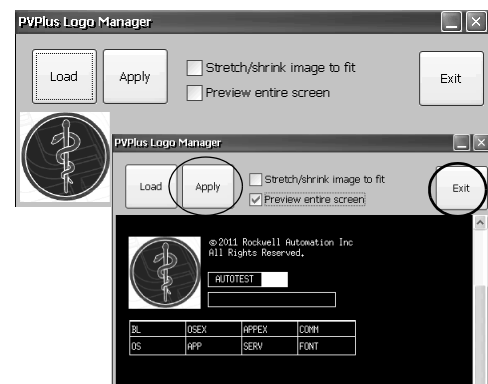 PVPlus Logo Manager
Load
Apply
Stretch/shrink image to fit
Preview entire screen
Exit
PVPlus Logo Manager
Load
Apply
Stretch/shrink image to fit
Preview entire screen
Exit
© 2011 Rockwell Automation Inc
All Rights Reserved.
AUTOTEST
BL OSEX APPEX COMM
OS APP SERV FONT